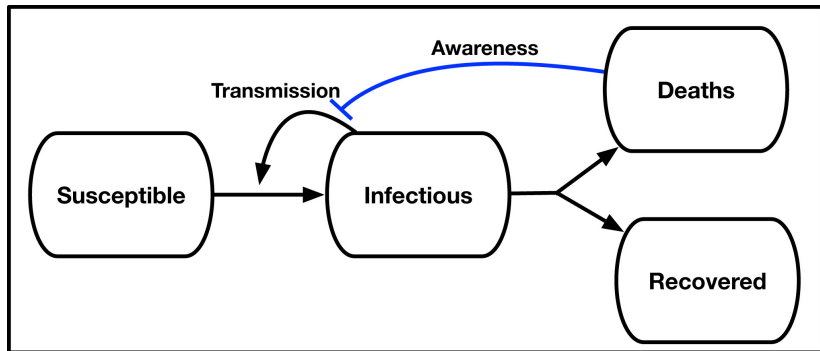 Awareness
Transmission
Deaths
Susceptible
Infectious
Recovered